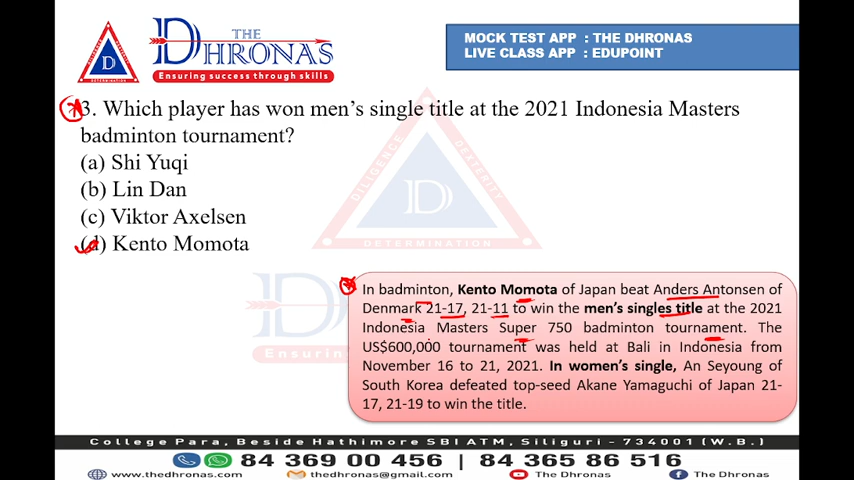 THE
DHRONAS
Ensuring success through skills
DETERMINATION
MOCK TEST APP : THE DHRONAS
LIVE CLASS APP : EDUPOINT
3. Which player has won men's single title at the 2021 Indonesia Masters
badminton tournament?
(a) Shi Yuqi
(b) Lin Dan
(c) Viktor Axelsen
(d) Kento Momota
DILIGENCE
DEXTERITY
D
DETERMINATION
In badminton, Kento Momota of Japan beat Anders Antonsen of
Denmark 21-17, 21-11 to win the men's singles title at the 2021
Indonesia Masters Super 750 badminton tournament. The
US$600,000 tournament was held at Bali in Indonesia from
November 16 to 21, 2021. In women's single, An Seyoung of
South Korea defeated top-seed Akane Yamaguchi of Japan 21-
17, 21-19 to win the title.
College Para, Beside Hathimore SBI ATM, Siliguri - 734001 (W.B.)
84 369 00 456 | 84 365 86 516
www.thedhronas.com thedhronas@gmail.com The Dhronas The Dhronas